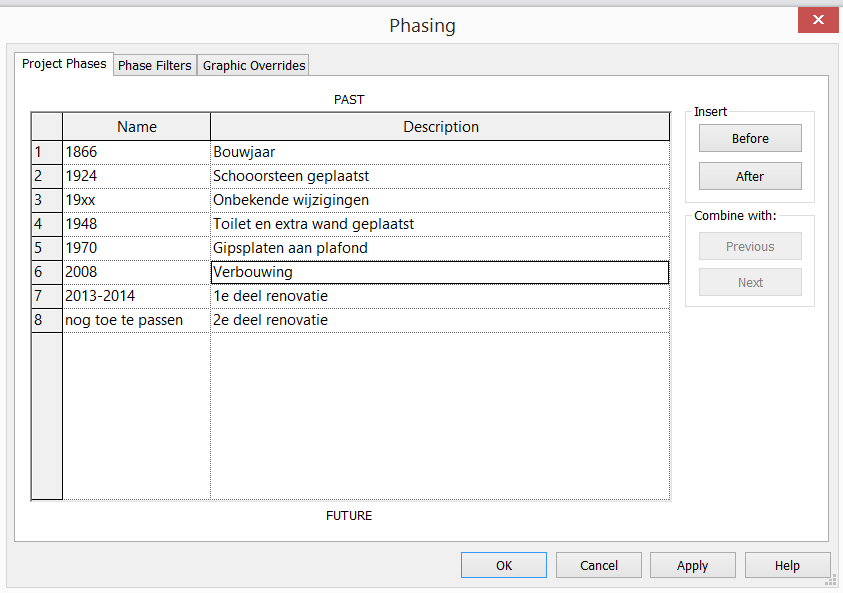 Phasing
Project Phases Phase Filters Graphic Overrides
PAST
Name Description
1 1866 Bouwjaar
2 1924 Schooorsteen geplaatst
3 19xx Onbekende wijzigingen
4 1948 Toilet en extra wand geplaatst
5 1970 Gipsplaten aan plafond
6 2008 Verbouwing
7 2013-2014 1e deel renovatie
8 nog toe te passen 2e deel renovatie
FUTURE
Insert
Before
After
Combine with:
Previous
Next
OK Cancel Apply Help